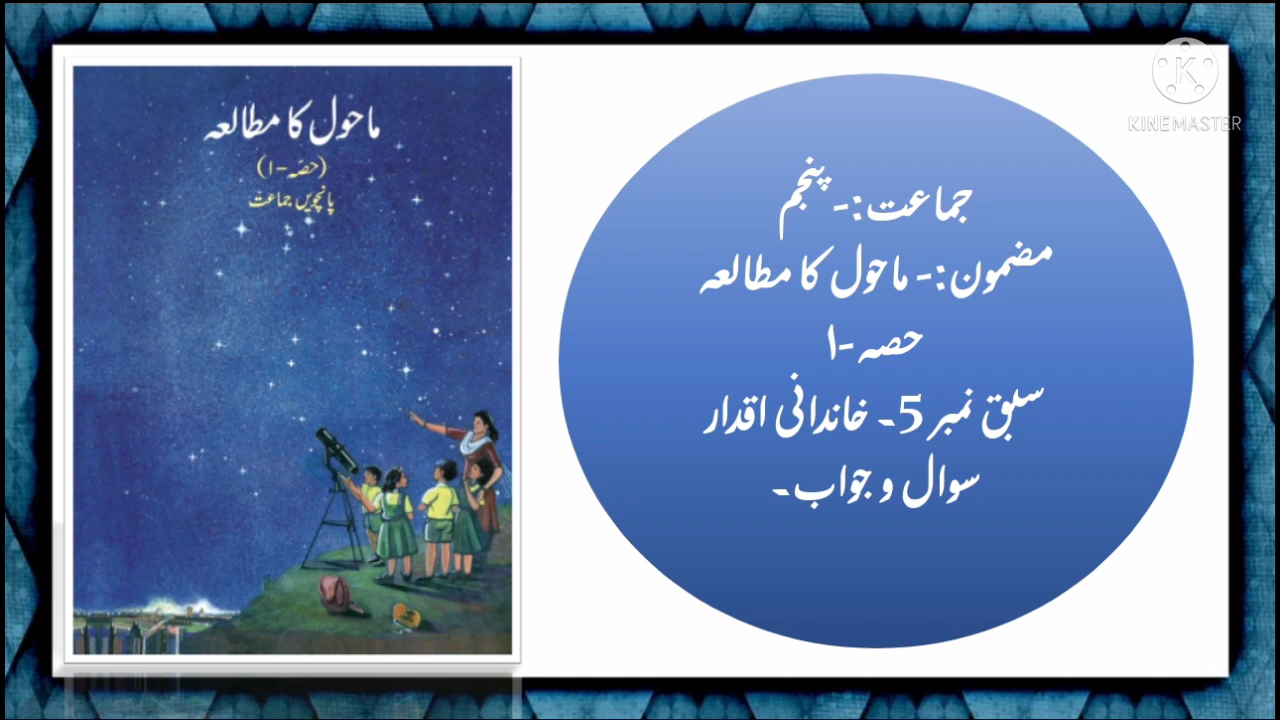 ماحول کا مطالعہ
(حصّہ - ۱)
پانچویں جماعت
جماعت:- پنجم
مضمون:- ماحول کا مطالعہ
حصہ-۱
سبق نمبر 5۔ خاندانی اقدار
سوال و جواب۔
K
KINEMASTER